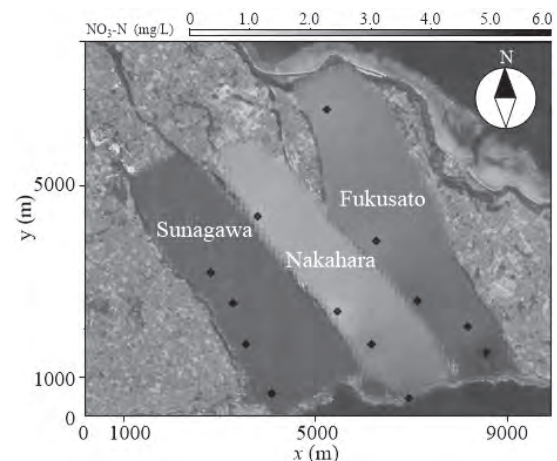 NO₃-N (mg/L)
0 1.0 2.0 3.0 4.0 5.0 6.0
N
5000
y (m)
Fukusato
Sunagawa
Nakahara
1000
0
0 1000 5000 9000
x (m)